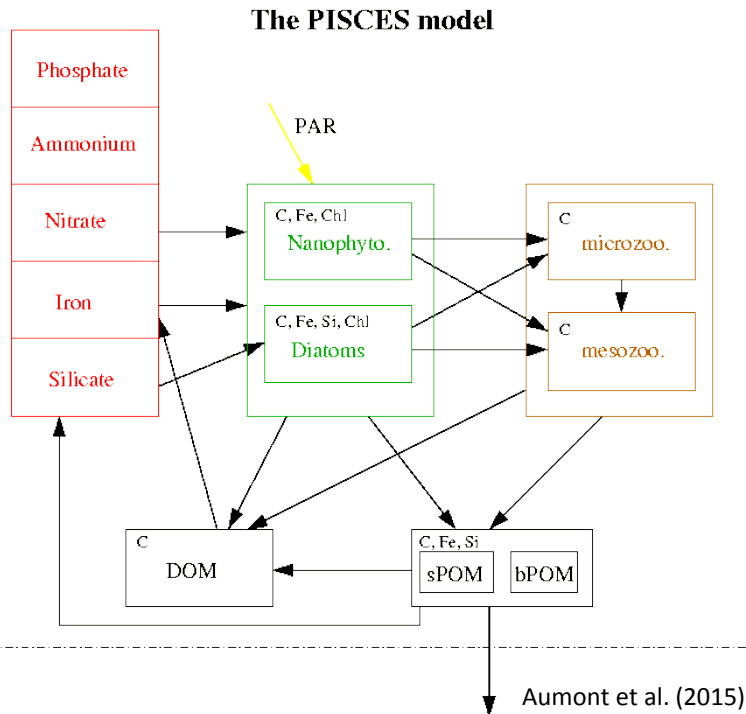 The PISCES model
Phosphate
Ammonium
Nitrate
Iron
Silicate
PAR
C, Fe, Chl
Nanophyto.
C, Fe, Si, Chl
Diatoms
C
microzoo.
C
mesozoo.
C
DOM
C, Fe, Si
sPOM
bPOM
Aumont et al. (2015)